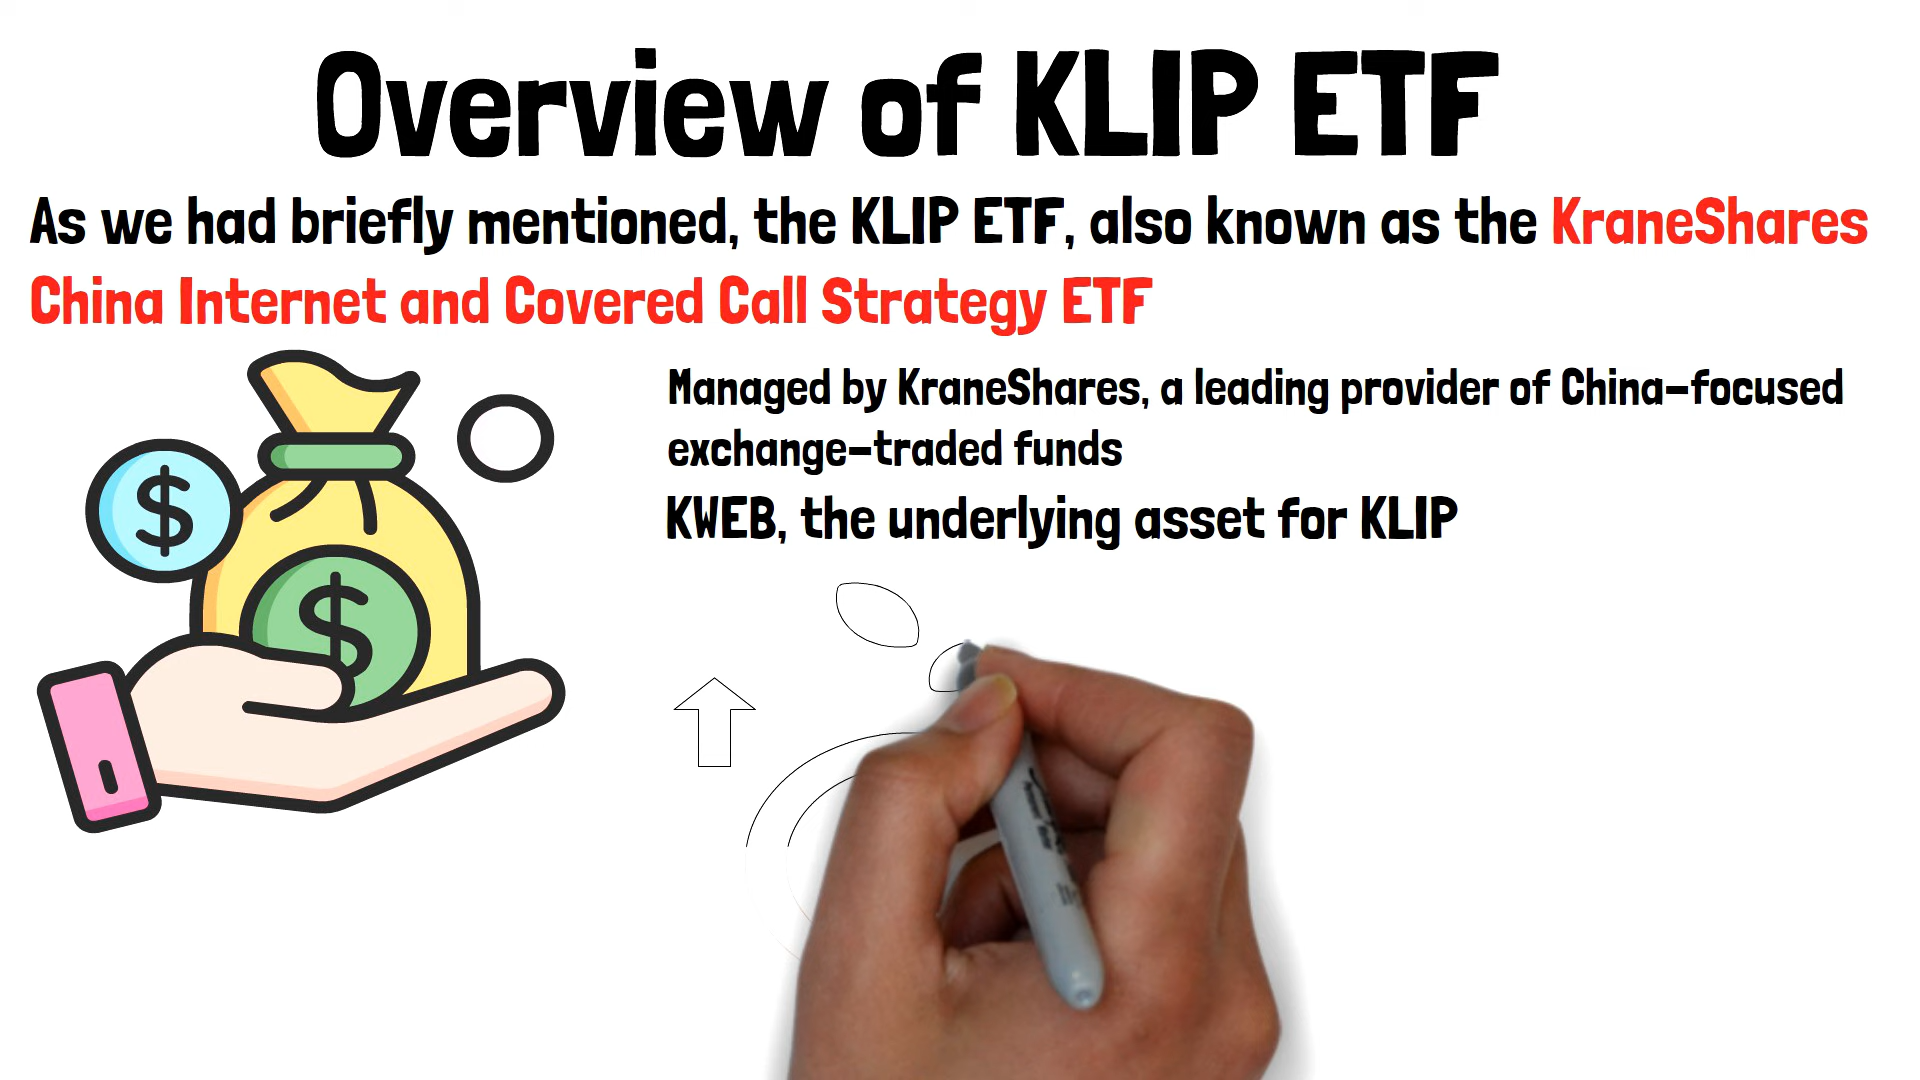 Overview of KLIP ETF
As we had briefly mentioned, the KLIP ETF, also known as the KraneShares
China Internet and Covered Call Strategy ETF
Managed by KraneShares, a leading provider of China-focused
exchange-traded funds
KWEB, the underlying asset for KLIP
$
$